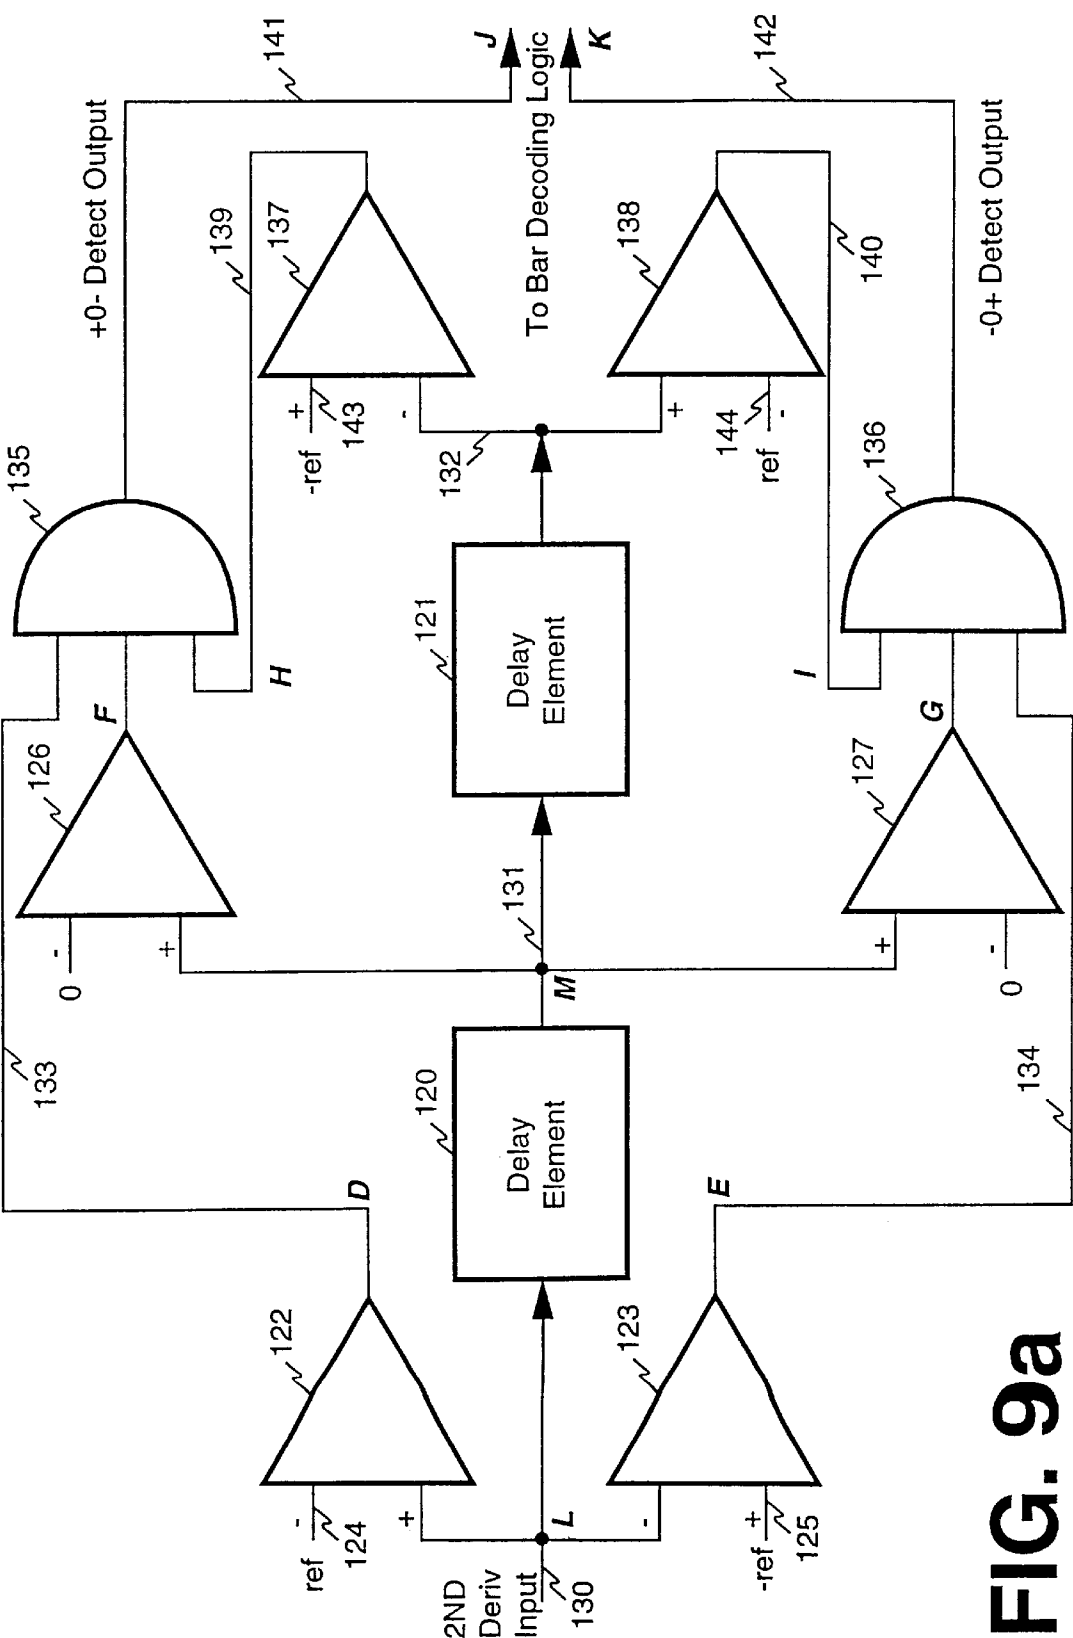 141
J
K
142
To Bar Decoding Logic
+0- Detect Output
-0+ Detect Output
139
137
138
140
+
-ref
143
-
132
+
144
ref
-
135
136
H
I
121
Delay
Element
F
G
126
127
0
-
+
131
M
+
-
0
133
134
120
Delay
Element
D
E
122
123
ref
-
124
+
L
-
-ref
+
125
2ND
Deriv
Input
130
FIG. 9a